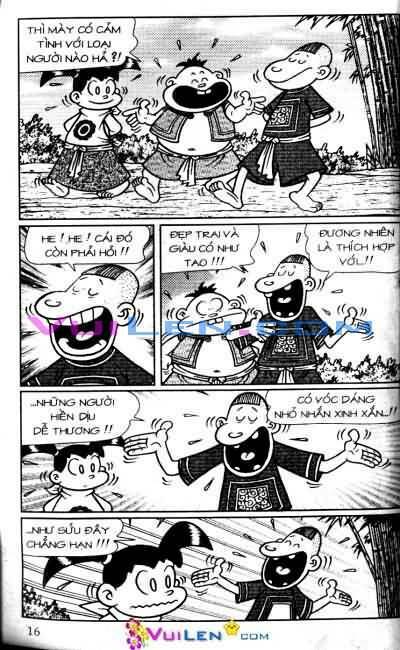 THÌ MÀY CÓ CẢM
TÌNH VỚI LOẠI
NGƯỜI NÀO HẢ ?!
HE ! HE ! CÁI ĐÓ
CÒN PHẢI HỎI !!
ĐẸP TRAI VÀ
GIÀU CÓ NHƯ
TAO !!!
ĐƯƠNG NHIÊN
LÀ THÍCH HỢP
VỚI..!!
VUILEN.COM
...NHỮNG NGƯỜI
HIỀN DỊU
DỄ THƯƠNG !!
CÓ VÓC DÁNG
NHỎ NHẮN XINH XẮN...!!
...NHƯ SỬU ĐÂY
CHẲNG HẠN !!!
16
VUILEN.COM